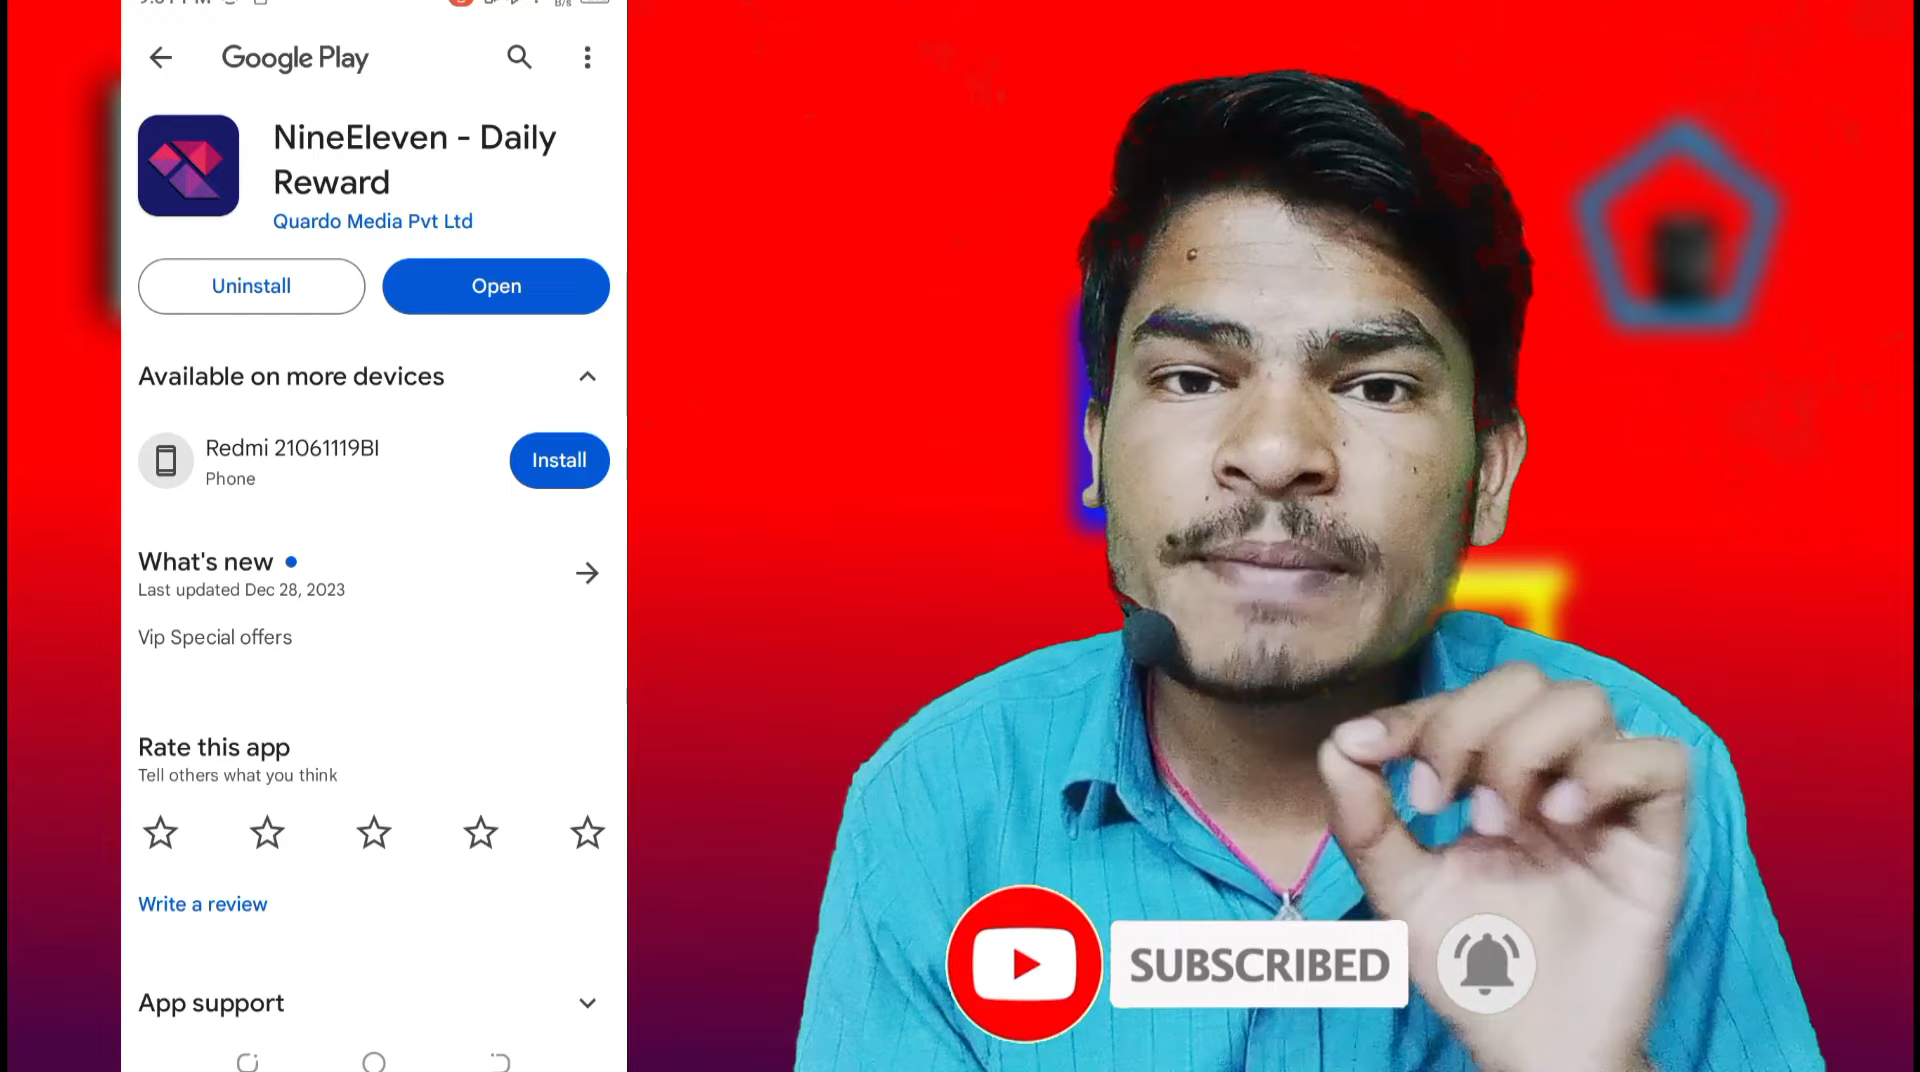 Google Play
NineEleven - Daily
Reward
Quardo Media Pvt Ltd
Uninstall
Open
Available on more devices
Redmi 21061119BI
Phone
Install
What's new
Last updated Dec 28, 2023
Vip Special offers
Rate this app
Tell others what you think
Write a review
App support
SUBSCRIBED